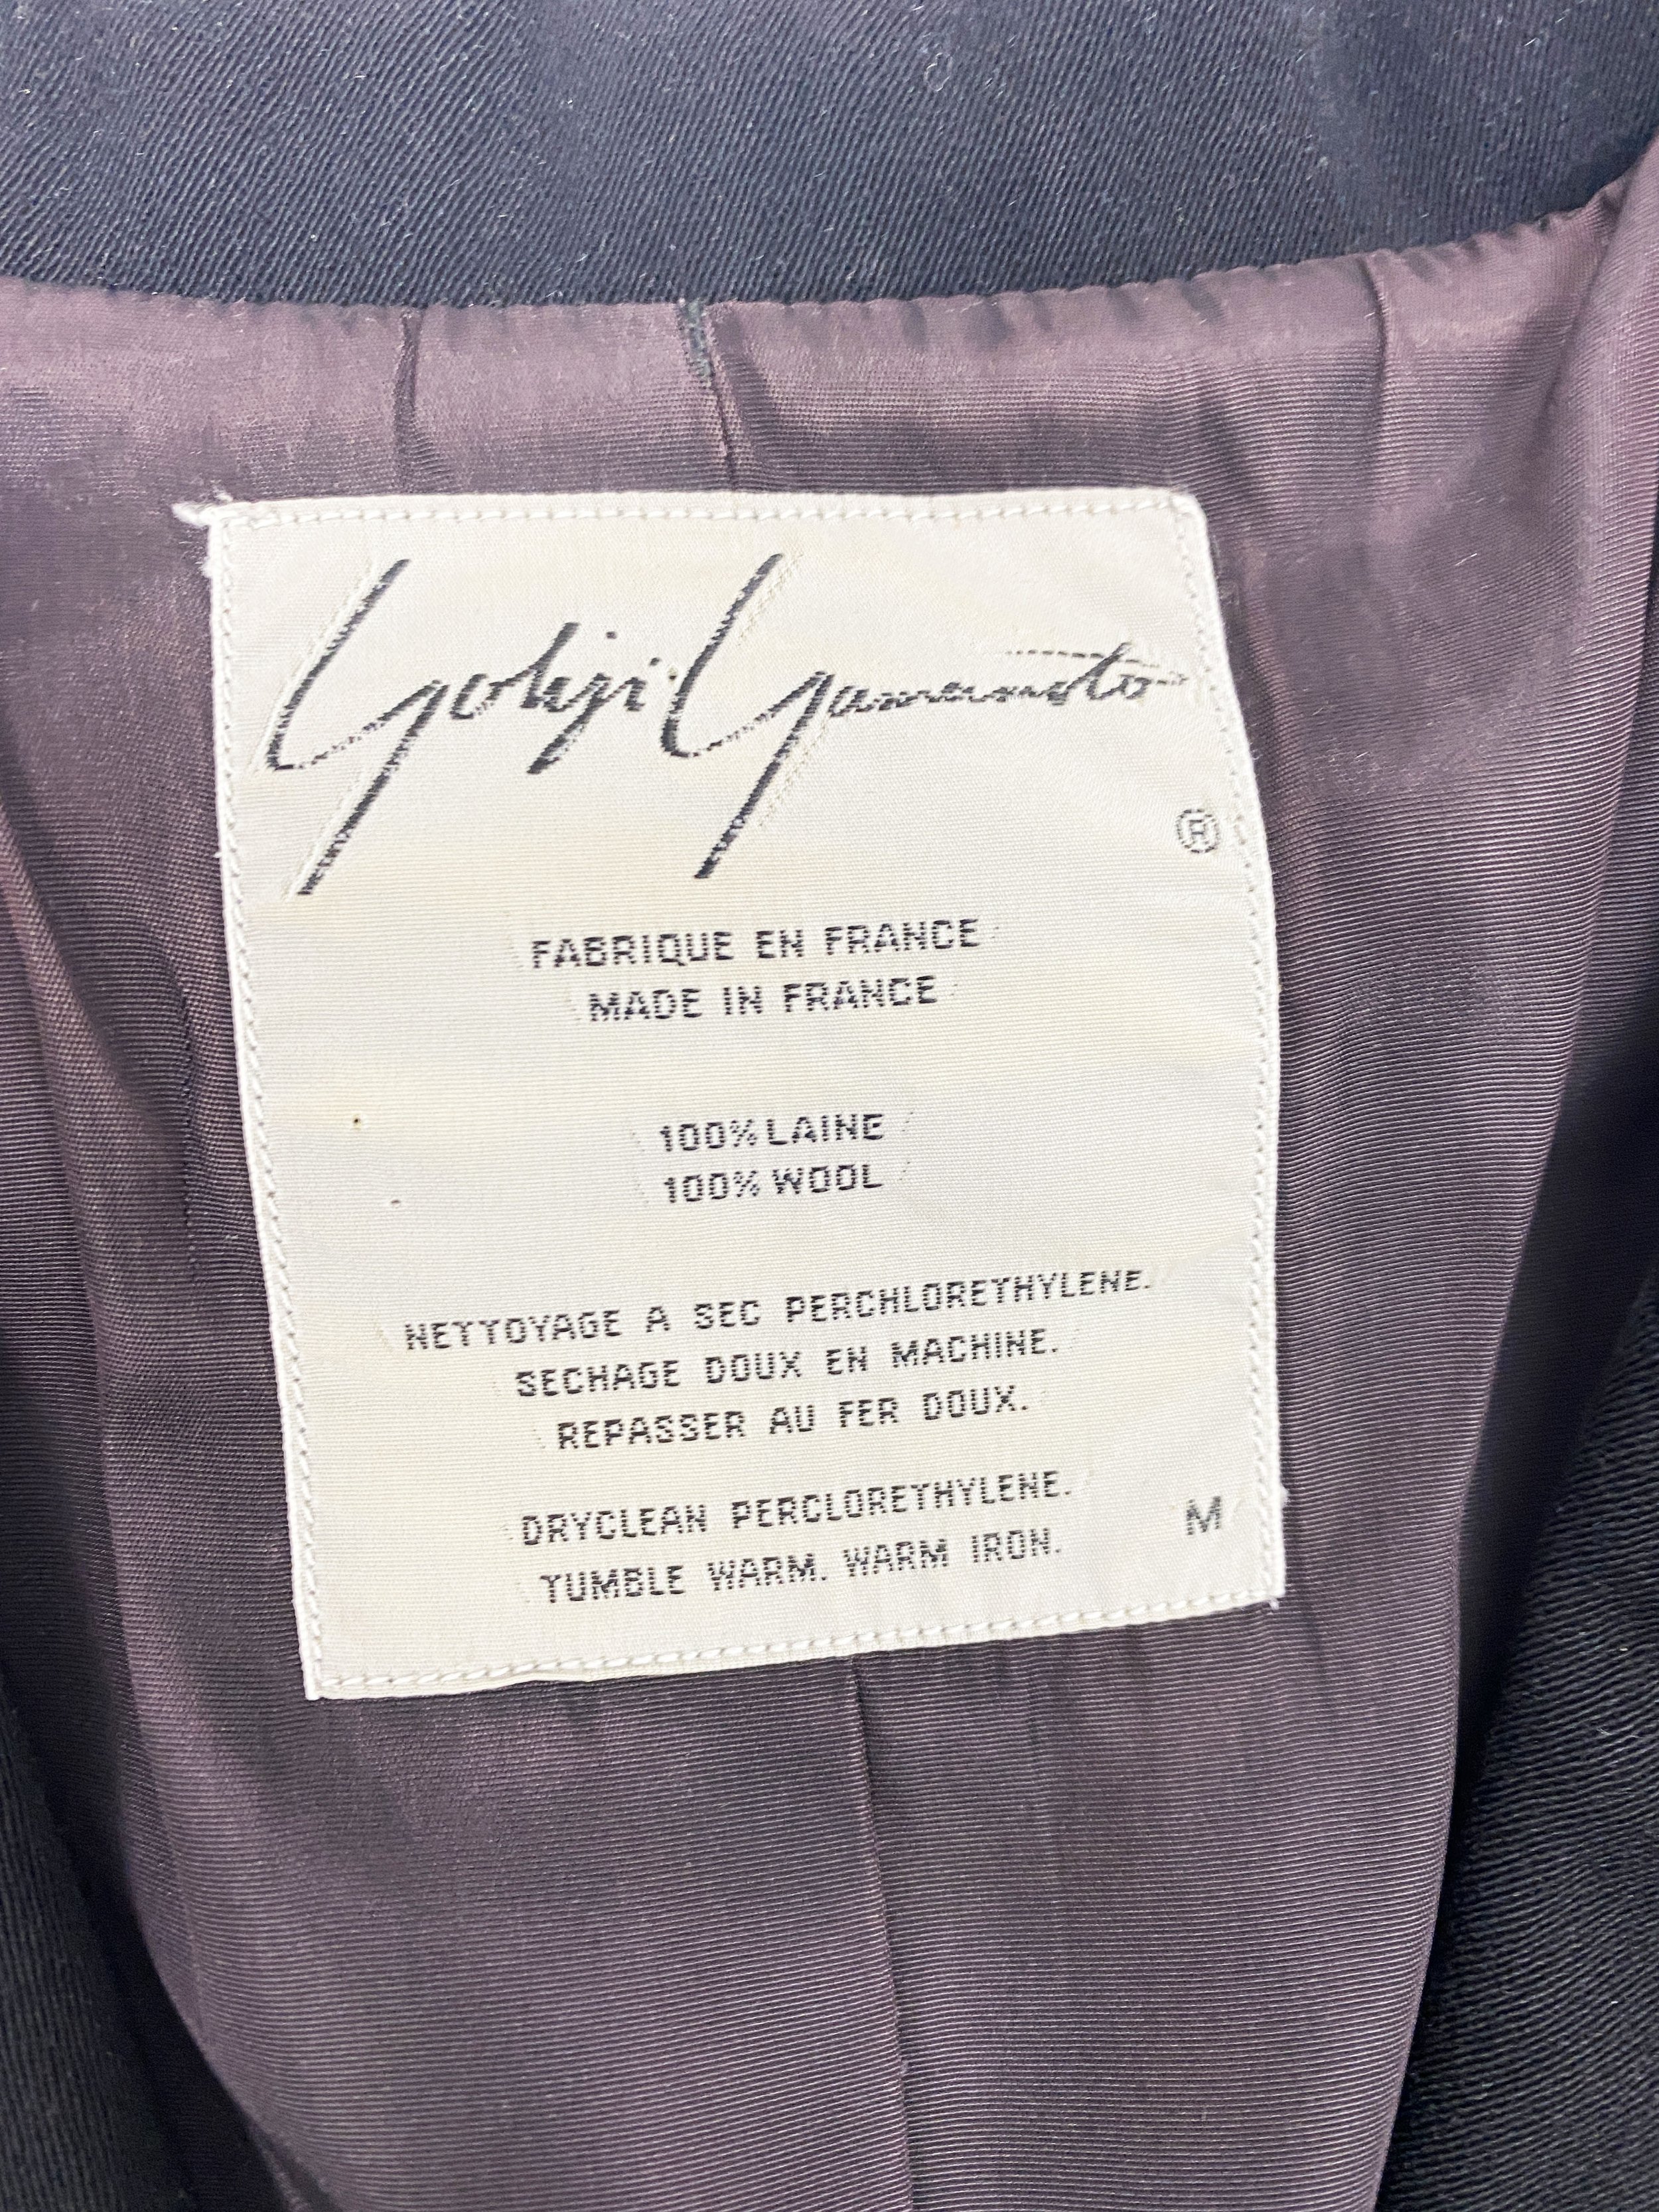 Yohji Yamamoto
®
FABRIQUE EN FRANCE
MADE IN FRANCE
100% LAINE
100% WOOL
NETTOYAGE A SEC PERCHLORETHYLENE.
SECHAGE DOUX EN MACHINE.
REPASSER AU FER DOUX.
DRYCLEAN PERCLORETHYLENE.
TUMBLE WARM. WARM IRON.
M